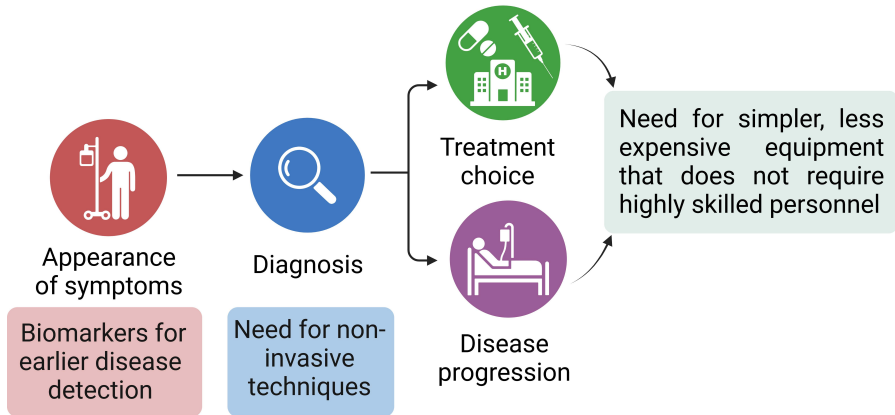 H
Treatment
choice
Need for simpler, less
expensive equipment
that does not require
highly skilled personnel
Appearance
of symptoms
Diagnosis
Biomarkers for
earlier disease
detection
Need for non-
invasive
techniques
Disease
progression